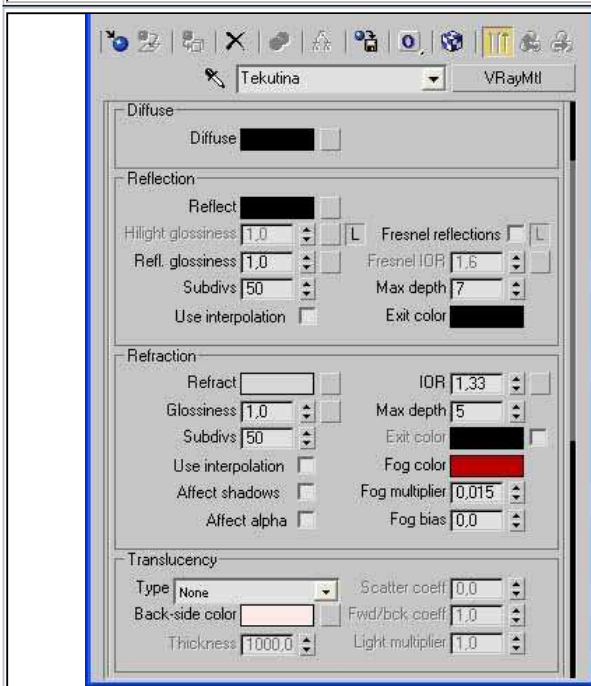 Tekutina VRayMtl
Diffuse
Diffuse
Reflection
Reflect
Hilight glossiness 1,0 L Fresnel reflections L
Refl. glossiness 1,0 Fresnel IOR 1,6
Subdivs 50 Max depth 7
Use interpolation Exit color
Refraction
Refract IOR 1,33
Glossiness 1,0 Max depth 5
Subdivs 50 Exit color
Use interpolation Fog color
Affect shadows Fog multiplier 0,015
Affect alpha Fog bias 0,0
Translucency
Type None Scatter coeff 0,0
Back-side color Fwd/bck coeff 1,0
Thickness 1000,0 Light multiplier 1,0